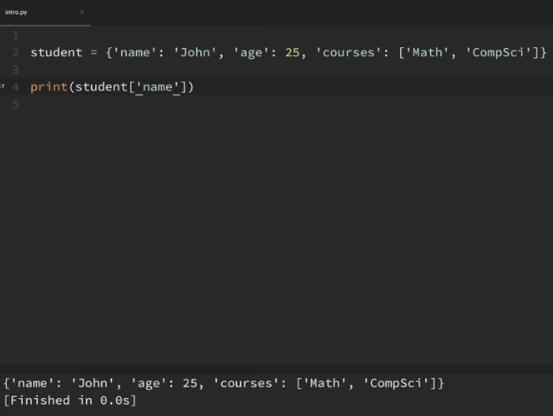 intro.py ×
1
2 student = {'name': 'John', 'age': 25, 'courses': ['Math', 'CompSci']}
3
4 print(student['name'])
5
{'name': 'John', 'age': 25, 'courses': ['Math', 'CompSci']}
[Finished in 0.0s]